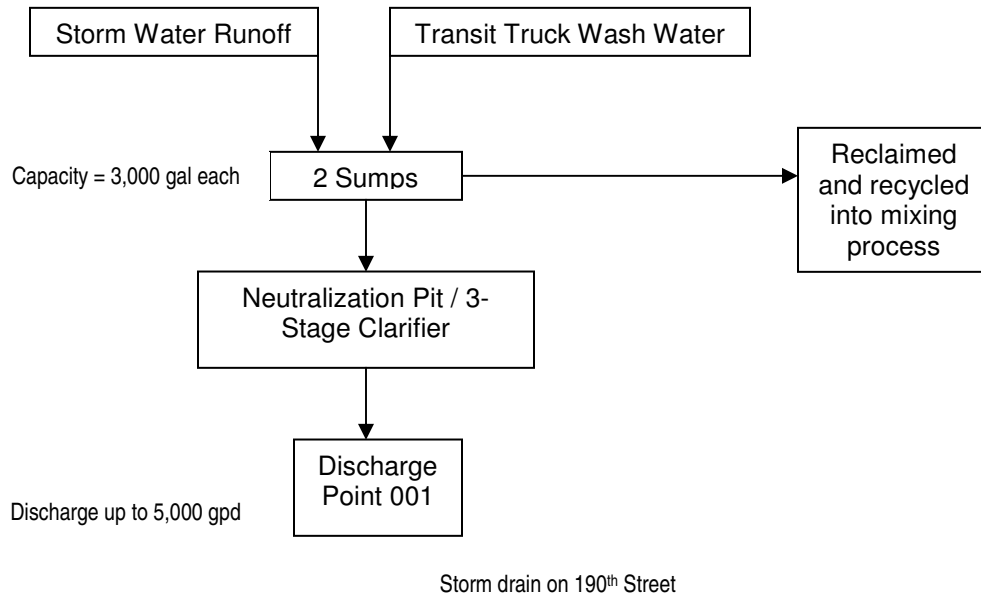 Storm Water Runoff
Transit Truck Wash Water
Capacity = 3,000 gal each
2 Sumps
Reclaimed
and recycled
into mixing
process
Neutralization Pit / 3-
Stage Clarifier
Discharge
Point 001
Discharge up to 5,000 gpd
Storm drain on 190th Street